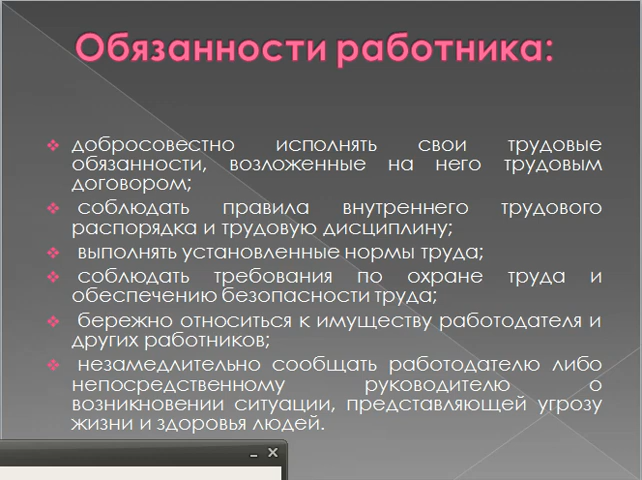 Обязанности работника:
добросовестно исполнять свои трудовые
обязанности, возложенные на него трудовым
договором;
соблюдать правила внутреннего трудового
распорядка и трудовую дисциплину;
выполнять установленные нормы труда;
соблюдать требования по охране труда и
обеспечению безопасности труда;
бережно относиться к имуществу работодателя и
других работников;
незамедлительно сообщать работодателю либо
непосредственному руководителю о
возникновении ситуации, представляющей угрозу
жизни и здоровья людей.